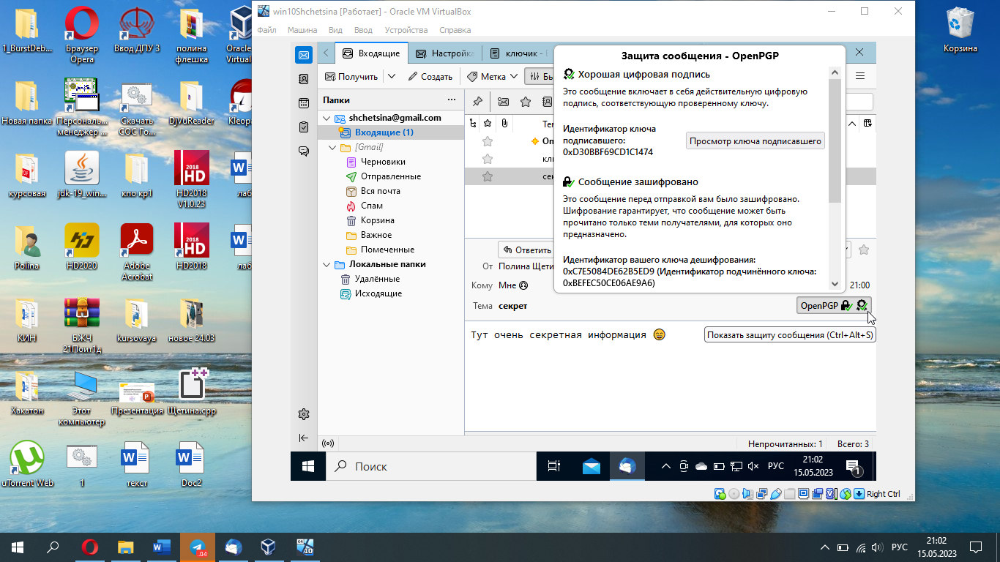 win10Shchetsina [Работает] - Oracle VM VirtualBox
Файл Машина Вид Ввод Устройства Справка
1_BurstDeb...
Браузер Opera
Ввод ДПУ 3
полина флешка
Oracle
Virtual
Корзина
Новая папка
Персональ... менеджер ...
Скачать СОС Го...
DjVuReader
Kleop
курсовая
jdk-19_win...
кпо кр1
HD2018 V1.0.23
лаб
Polina
HD2020
Adobe Acrobat
HD2018
лаб
КИН
БЖЧ 21Поит1д
kursovaya
новое 24.03
Хакатон
Этот компьютер
Презентация
Щетина.cpp
uTorrent Web
1
текст
Doc2
Входящие
Настройка
ключик -
Получить
Создать
Метка
Бы
Папки
shchetsina@gmail.com
Входящие (1)
[Gmail]
Черновики
Отправленные
Вся почта
Спам
Корзина
Важное
Помеченные
Локальные папки
Удалённые
Исходящие
Защита сообщения - OpenPGP
Хорошая цифровая подпись
Это сообщение включает в себя действительную цифровую
подпись, соответствующую проверенному ключу.
Идентификатор ключа
подписавшего:
0xD30BBF69CD1C1474
Просмотр ключа подписавшего
Сообщение зашифровано
Это сообщение перед отправкой вам было зашифровано.
Шифрование гарантирует, что сообщение может быть
прочитано только теми получателями, для которых оно
предназначено.
Идентификатор вашего ключа дешифрования:
0xC7E5084DE62B5ED9 (Идентификатор подчинённого ключа:
0xBEFEC50CE06AE9A6)
Ответить
От Полина Щети
Кому Мне 21:00
Тема секрет
OpenPGP
Показать защиту сообщения (Ctrl+Alt+S)
Тут очень секретная информация 😄
Непрочитанных: 1 Всего: 3
Поиск
РУС
21:02
15.05.2023
1
Right Ctrl
..04
64
10
РУС
21:02
15.05.2023